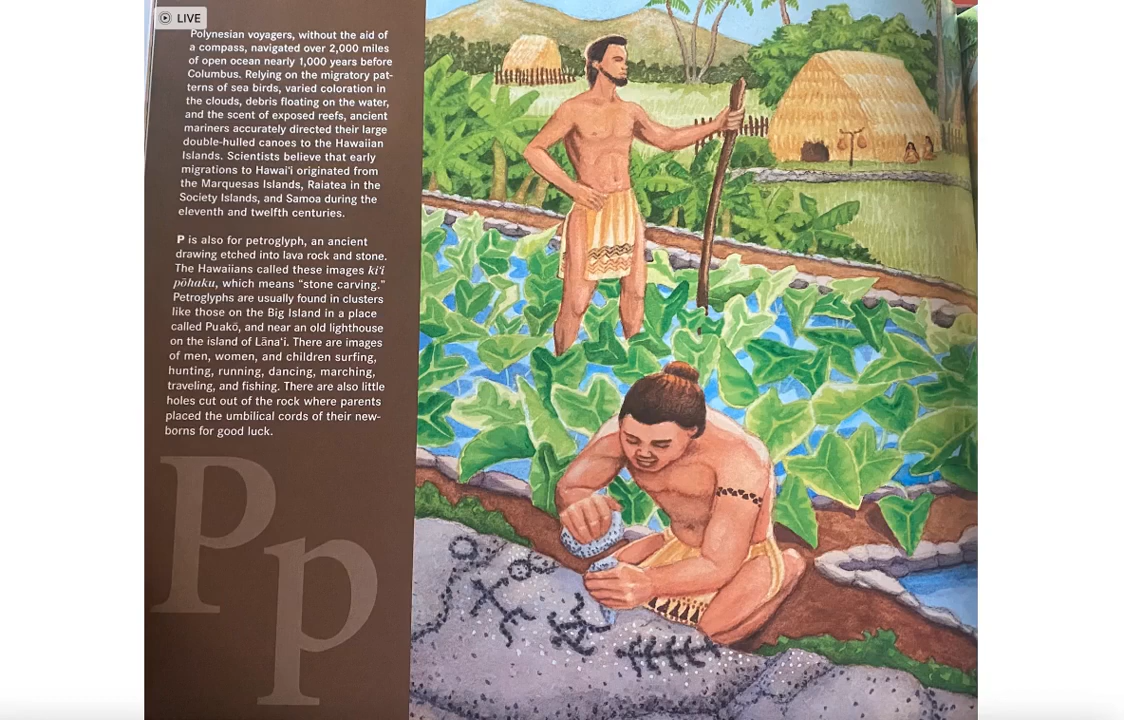 LIVE
Polynesian voyagers, without the aid of
a compass, navigated over 2,000 miles
of open ocean nearly 1,000 years before
Columbus. Relying on the migratory pat-
terns of sea birds, varied coloration in
the clouds, debris floating on the water,
and the scent of exposed reefs, ancient
mariners accurately directed their large
double-hulled canoes to the Hawaiian
Islands. Scientists believe that early
migrations to Hawai'i originated from
the Marquesas Islands, Raiatea in the
Society Islands, and Samoa during the
eleventh and twelfth centuries.
P is also for petroglyph, an ancient
drawing etched into lava rock and stone.
The Hawaiians called these images ki'i
pōhaku, which means “stone carving.”
Petroglyphs are usually found in clusters
like those on the Big Island in a place
called Puakō, and near an old lighthouse
on the island of Lāna'i. There are images
of men, women, and children surfing,
hunting, running, dancing, marching,
traveling, and fishing. There are also little
holes cut out of the rock where parents
placed the umbilical cords of their new-
borns for good luck.
Pp